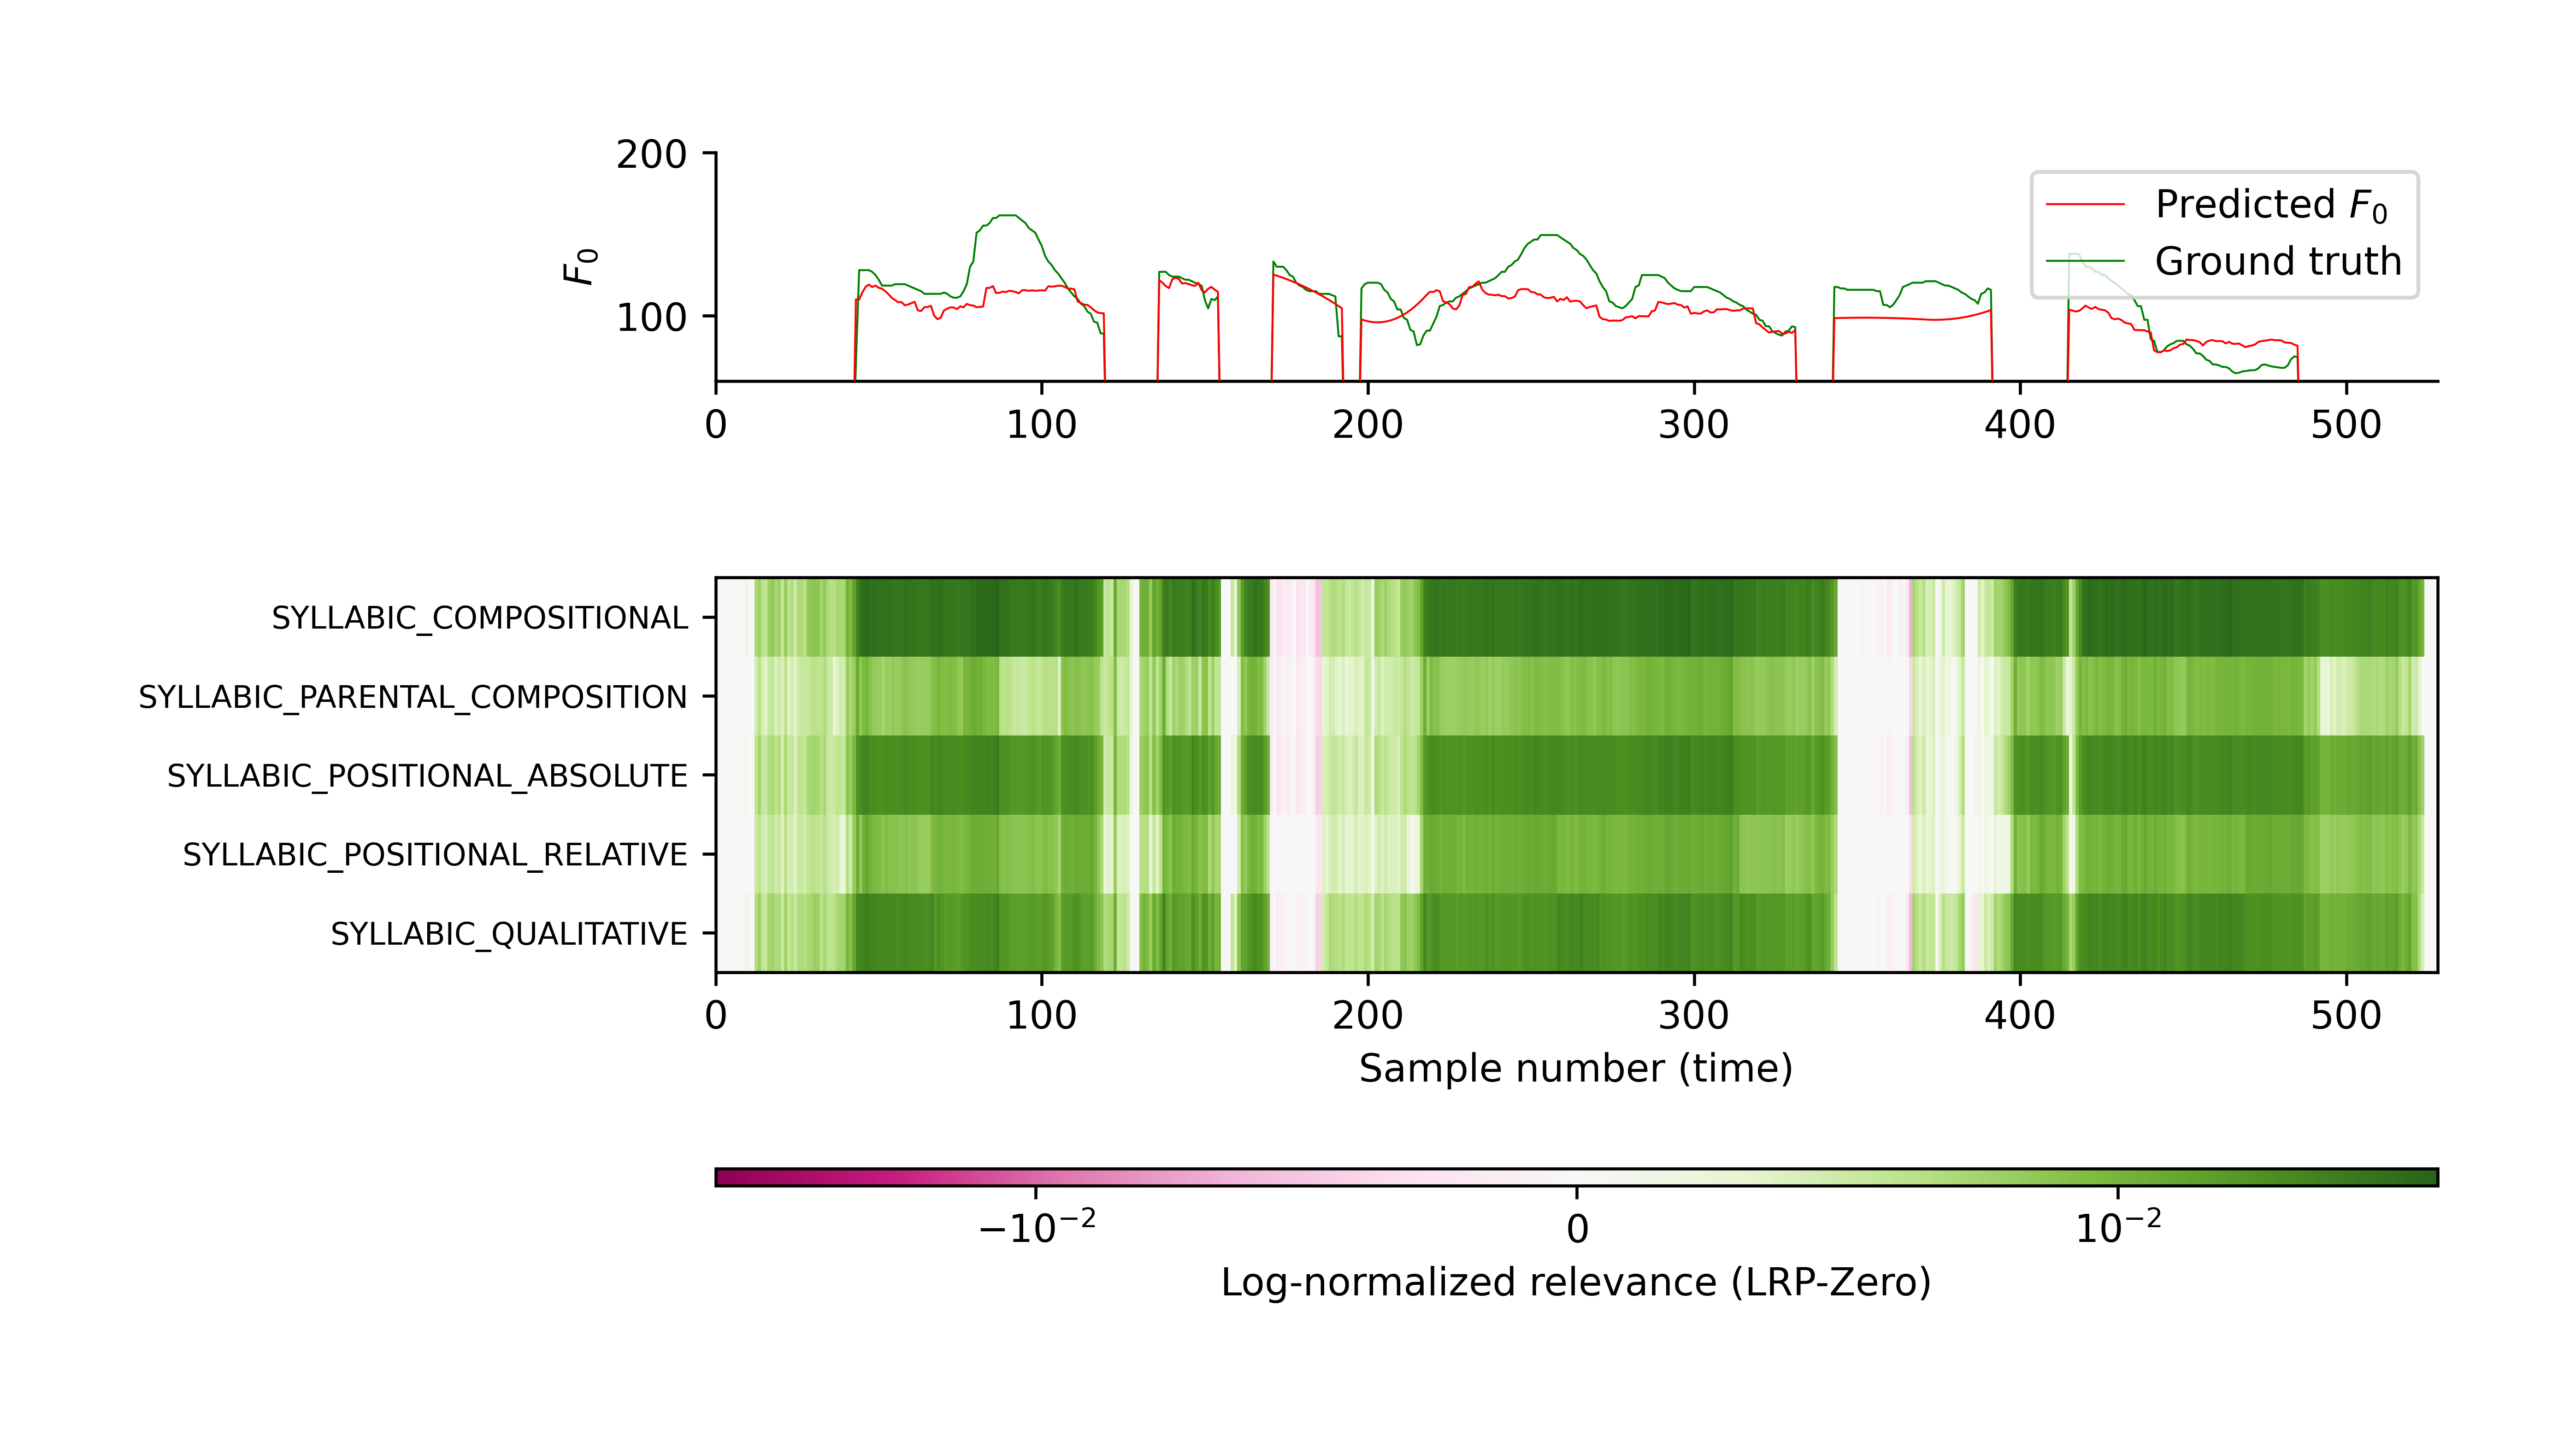 200
100
F₀
Predicted F₀
Ground truth
0 100 200 300 400 500
SYLLABIC_COMPOSITIONAL
SYLLABIC_PARENTAL_COMPOSITION
SYLLABIC_POSITIONAL_ABSOLUTE
SYLLABIC_POSITIONAL_RELATIVE
SYLLABIC_QUALITATIVE
0 100 200 300 400 500
Sample number (time)
−10⁻² 0 10⁻²
Log-normalized relevance (LRP-Zero)